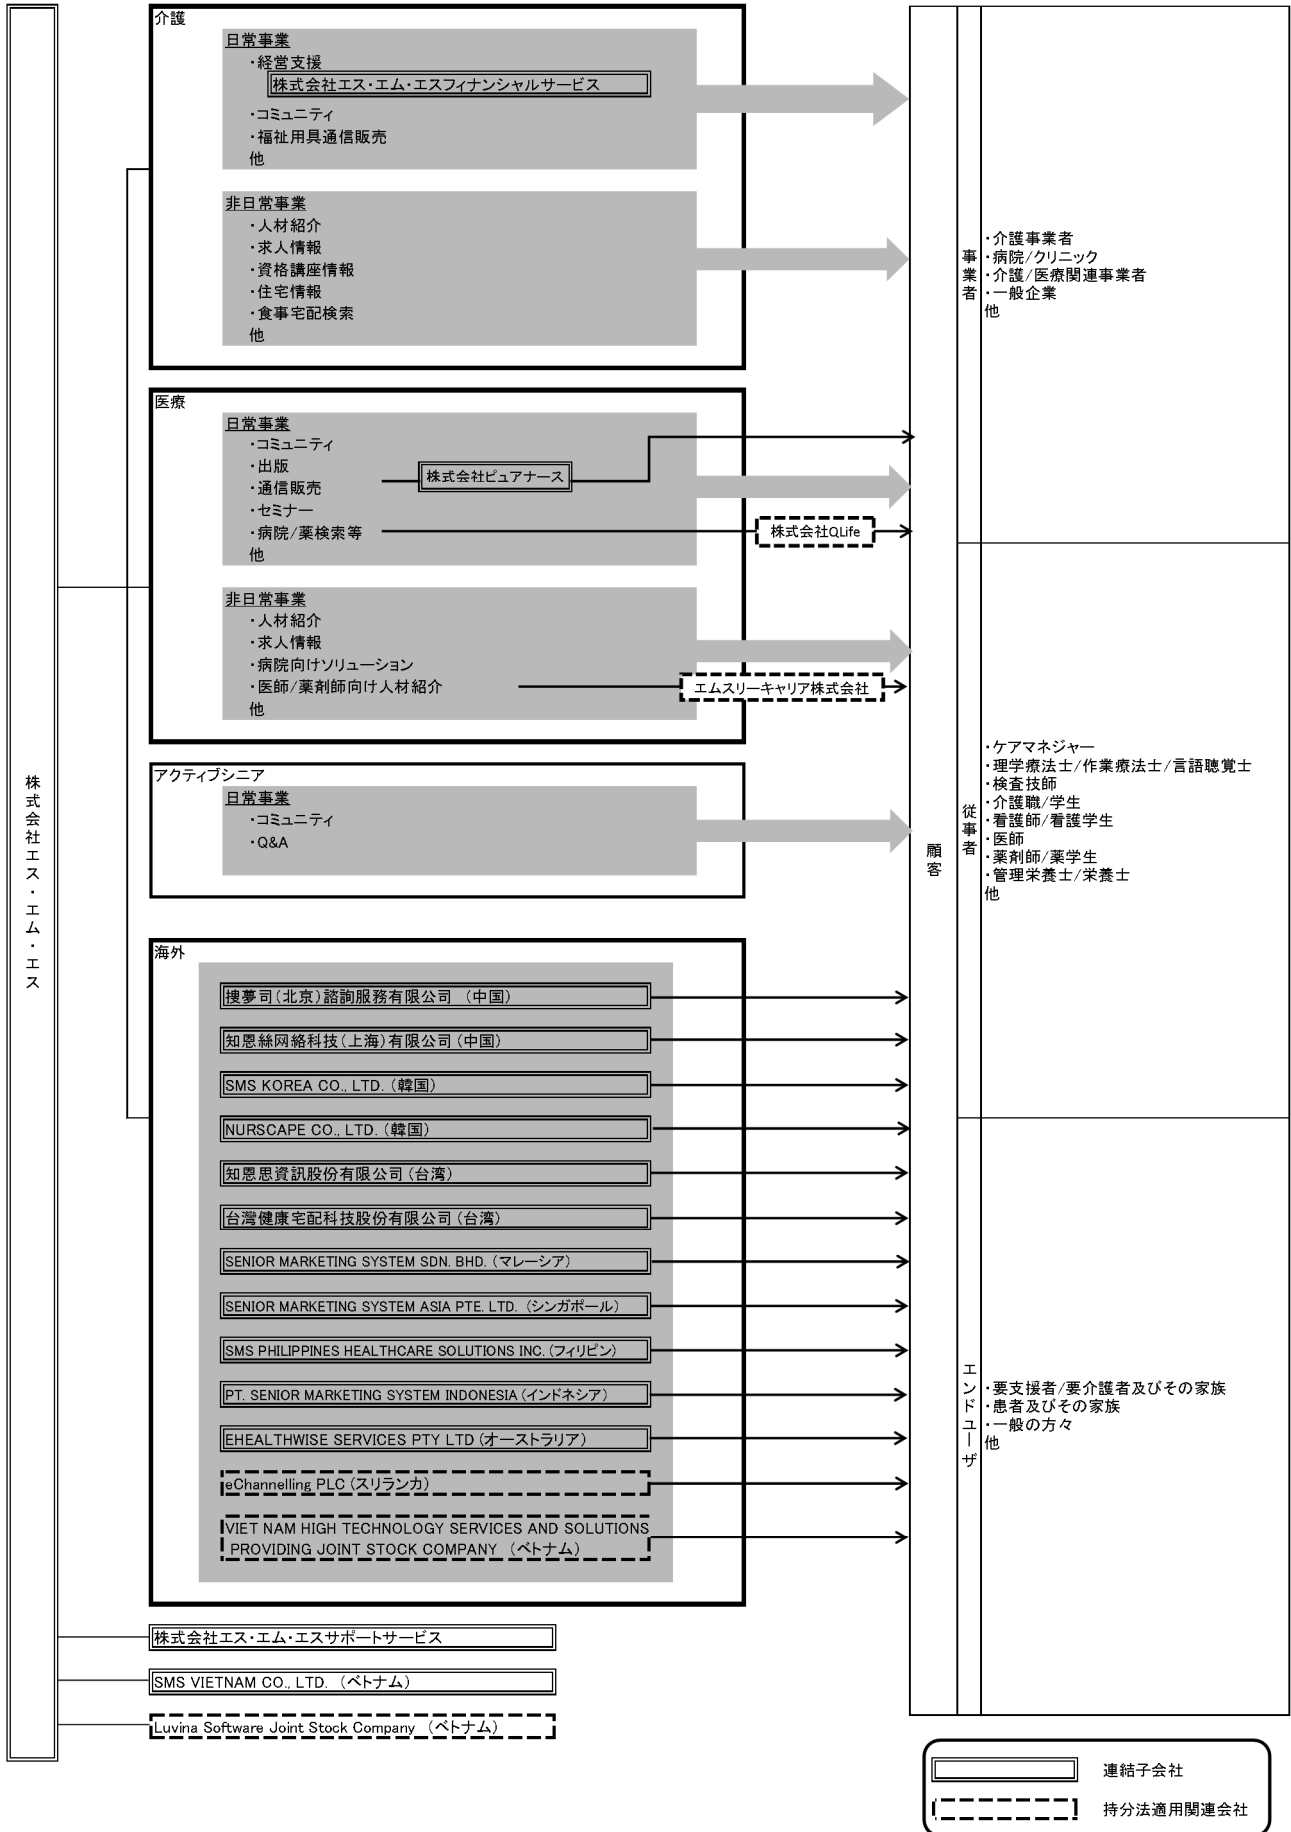 株式会社エス・エム・エス
介護
日常事業
・経営支援
株式会社エス・エム・エスフィナンシャルサービス
・コミュニティ
・福祉用具通信販売
他
非日常事業
・人材紹介
・求人情報
・資格講座情報
・住宅情報
・食事宅配検索
他
医療
日常事業
・コミュニティ
・出版
・通信販売
株式会社ピュアナース
・セミナー
・病院/薬検索等
株式会社QLife
他
非日常事業
・人材紹介
・求人情報
・病院向けソリューション
・医師/薬剤師向け人材紹介
エムスリーキャリア株式会社
他
アクティブシニア
日常事業
・コミュニティ
・Q&A
海外
捜夢司(北京)諮詢服務有限公司 (中国)
知恩絲网絡科技(上海)有限公司(中国)
SMS KOREA CO., LTD. (韓国)
NURSCAPE CO., LTD. (韓国)
知恩思資訊股份有限公司(台湾)
台灣健康宅配科技股份有限公司(台湾)
SENIOR MARKETING SYSTEM SDN. BHD. (マレーシア)
SENIOR MARKETING SYSTEM ASIA PTE. LTD. (シンガポール)
SMS PHILIPPINES HEALTHCARE SOLUTIONS INC. (フィリピン)
PT. SENIOR MARKETING SYSTEM INDONESIA (インドネシア)
EHEALTHWISE SERVICES PTY LTD (オーストラリア)
eChannelling PLC (スリランカ)
VIET NAM HIGH TECHNOLOGY SERVICES AND SOLUTIONS
PROVIDING JOINT STOCK COMPANY (ベトナム)
株式会社エス・エム・エスサポートサービス
SMS VIETNAM CO., LTD. (ベトナム)
Luvina Software Joint Stock Company (ベトナム)
顧客
事業者
・介護事業者
・病院/クリニック
・介護/医療関連事業者
・一般企業
他
従事者
・ケアマネジャー
・理学療法士/作業療法士/言語聴覚士
・検査技師
・介護職/学生
・看護師/看護学生
・医師
・薬剤師/薬学生
・管理栄養士/栄養士
他
エンドユーザ
・要支援者/要介護者及びその家族
・患者及びその家族
・一般の方々
他
連結子会社
持分法適用関連会社